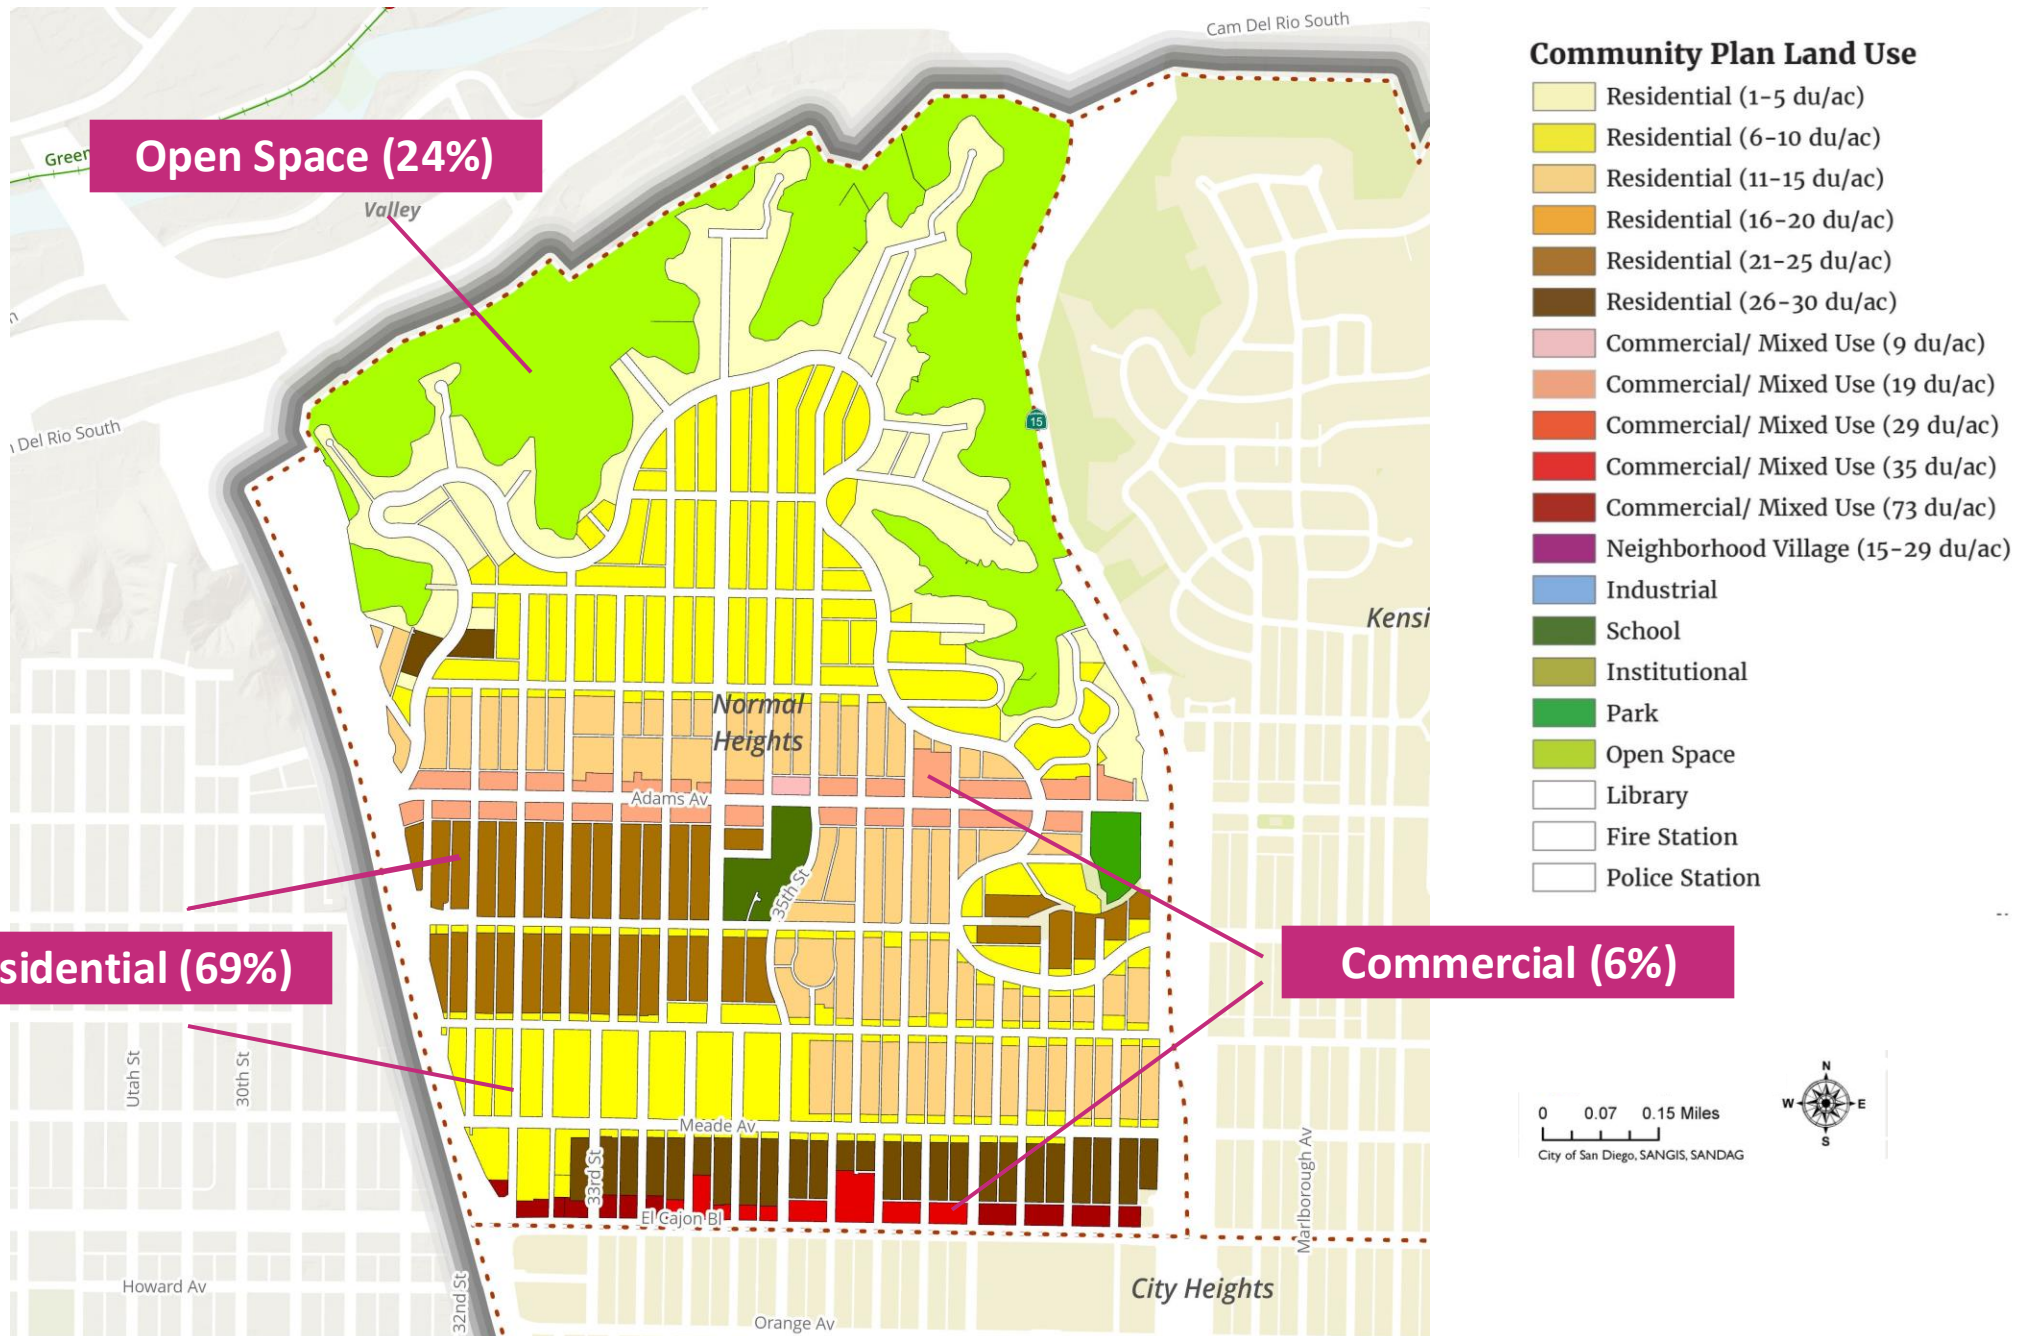 Cam Del Rio South
Open Space (24%)
Green
Valley
Del Rio South
15
Kensi
Normal
Heights
Adams Av
35th St
sidential (69%)
Commercial (6%)
Utah St
30th St
Meade Av
33rd St
El Cajon Bl
Marlborough Av
Howard Av
32nd St
City Heights
Orange Av
Community Plan Land Use
Residential (1-5 du/ac)
Residential (6-10 du/ac)
Residential (11-15 du/ac)
Residential (16-20 du/ac)
Residential (21-25 du/ac)
Residential (26-30 du/ac)
Commercial/ Mixed Use (9 du/ac)
Commercial/ Mixed Use (19 du/ac)
Commercial/ Mixed Use (29 du/ac)
Commercial/ Mixed Use (35 du/ac)
Commercial/ Mixed Use (73 du/ac)
Neighborhood Village (15-29 du/ac)
Industrial
School
Institutional
Park
Open Space
Library
Fire Station
Police Station
N
W E
S
0 0.07 0.15 Miles
City of San Diego, SANGIS, SANDAG